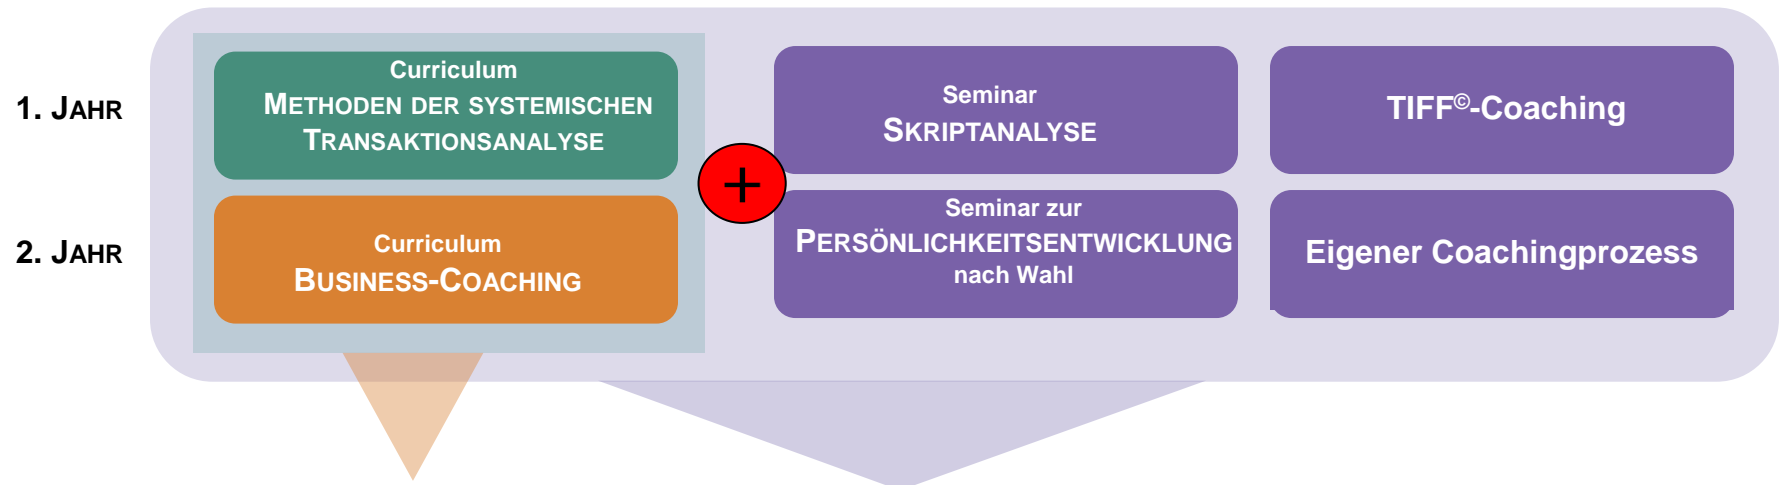 1. JAHR
Curriculum
METHODEN DER SYSTEMISCHEN
TRANSAKTIONSANALYSE
Seminar
SKRIPTANALYSE
TIFF©-Coaching
+
2. JAHR
Curriculum
BUSINESS-COACHING
Seminar zur
PERSÖNLICHKEITSENTWICKLUNG
nach Wahl
Eigener Coachingprozess